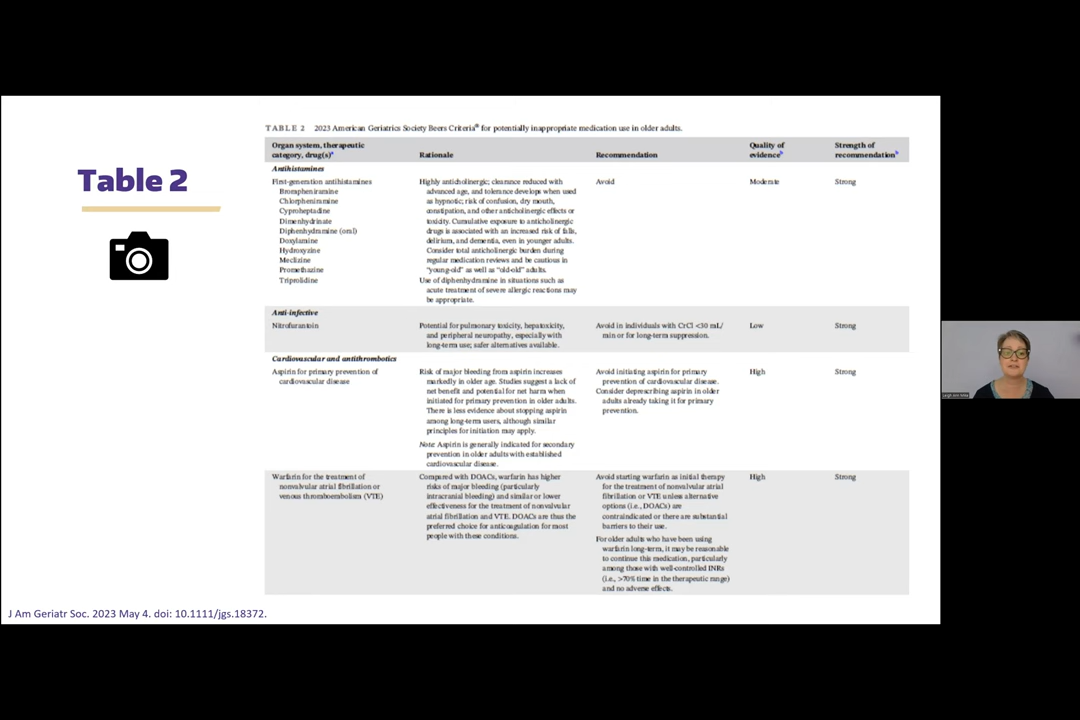 Table 2
TABLE 2 2023 American Geriatrics Society Beers Criteria® for potentially inappropriate medication use in older adults.
Organ system, therapeutic
category, drug(s)a
Rationale
Recommendation
Quality of
evidenceb
Strength of
recommendationb
Antihistamines
First-generation antihistamines
Brompheniramine
Chlorpheniramine
Cyproheptadine
Dimenhydrinate
Diphenhydramine (oral)
Doxylamine
Hydroxyzine
Meclizine
Promethazine
Triprolidine
Highly anticholinergic; clearance reduced with
advanced age, and tolerance develops when used
as hypnotic; risk of confusion, dry mouth,
constipation, and other anticholinergic effects or
toxicity. Cumulative exposure to anticholinergic
drugs is associated with an increased risk of falls,
delirium, and dementia, even in younger adults.
Consider total anticholinergic burden during
regular medication reviews and be cautious in
"young-old" as well as "old-old" adults.
Use of diphenhydramine in situations such as
acute treatment of severe allergic reactions may
be appropriate.
Avoid
Moderate
Strong
Anti-infective
Nitrofurantoin
Potential for pulmonary toxicity, hepatoxicity,
and peripheral neuropathy, especially with
long-term use; safer alternatives available.
Avoid in individuals with CrCl <30 mL/
min or for long-term suppression.
Low
Strong
Cardiovascular and antithrombotics
Aspirin for primary prevention of
cardiovascular disease
Risk of major bleeding from aspirin increases
markedly in older age. Studies suggest a lack of
net benefit and potential for net harm when
initiated for primary prevention in older adults.
There is less evidence about stopping aspirin
among long-term users, although similar
principles for initiation may apply.
Note: Aspirin is generally indicated for secondary
prevention in older adults with established
cardiovascular disease.
Avoid initiating aspirin for primary
prevention of cardiovascular disease.
Consider deprescribing aspirin in older
adults already taking it for primary
prevention.
High
Strong
Warfarin for the treatment of
nonvalvular atrial fibrillation or
venous thromboembolism (VTE)
Compared with DOACs, warfarin has higher
risks of major bleeding (particularly
intracranial bleeding) and similar or lower
effectiveness for the treatment of nonvalvular
atrial fibrillation and VTE. DOACs are thus the
preferred choice for anticoagulation for most
people with these conditions.
Avoid starting warfarin as initial therapy
for the treatment of nonvalvular atrial
fibrillation or VTE unless alternative
options (i.e., DOACs) are
contraindicated or there are substantial
barriers to their use.
For older adults who have been using
warfarin long-term, it may be reasonable
to continue this medication, particularly
among those with well-controlled INRs
(i.e., >70% time in the therapeutic range)
and no adverse effects.
High
Strong
J Am Geriatr Soc. 2023 May 4. doi: 10.1111/jgs.18372.